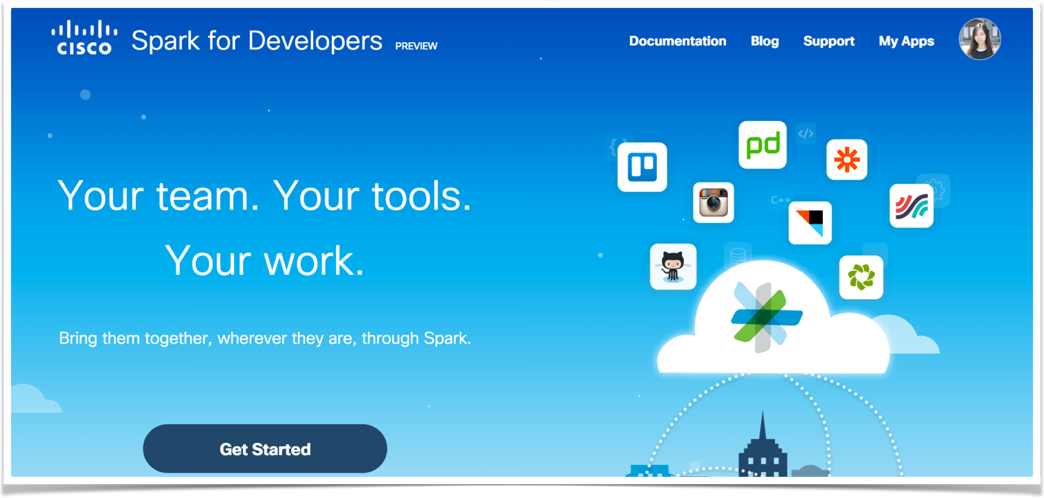 CISCO Spark for Developers PREVIEW
Documentation Blog Support My Apps
pd
</>
C++
Your team. Your tools.
Your work.
Bring them together, wherever they are, through Spark.
Get Started